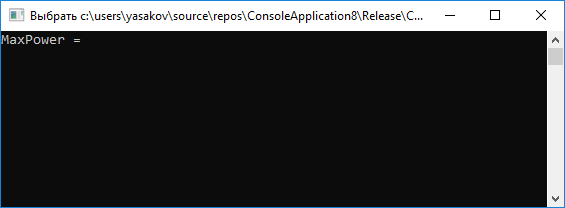 Выбрать c:\users\yasakov\source\repos\ConsoleApplication8\Release\C...
MaxPower =